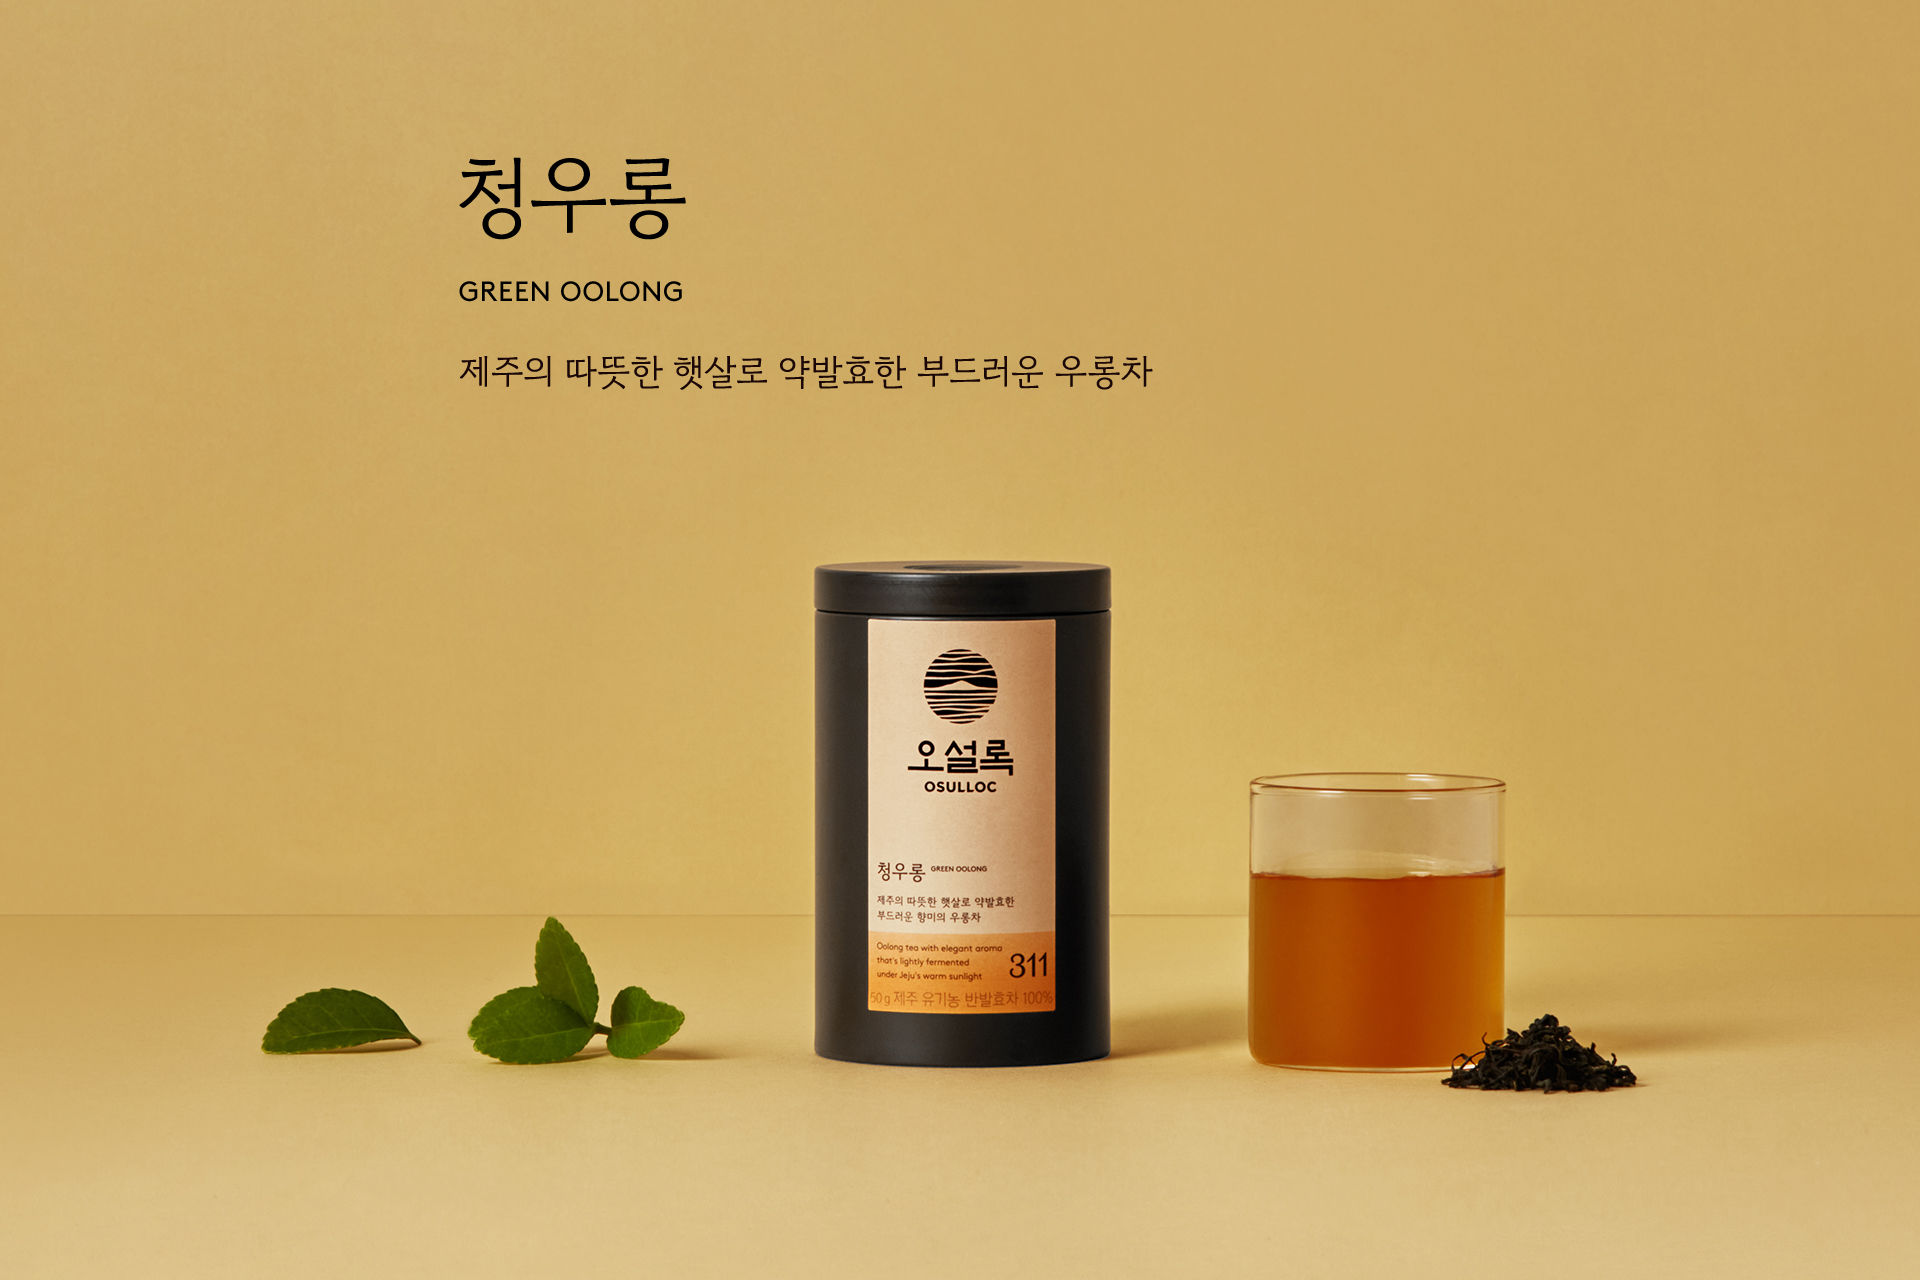 청우롱
GREEN OOLONG
제주의 따뜻한 햇살로 약발효한 부드러운 우롱차
오설록
OSULLOC
청우롱 GREEN OOLONG
제주의 따뜻한 햇살로 약발효한
부드러운 향미의 우롱차
Oolong tea with elegant aroma
that's lightly fermented
under Jeju's warm sunlight
311
50 g 제주 유기농 반발효차 100%